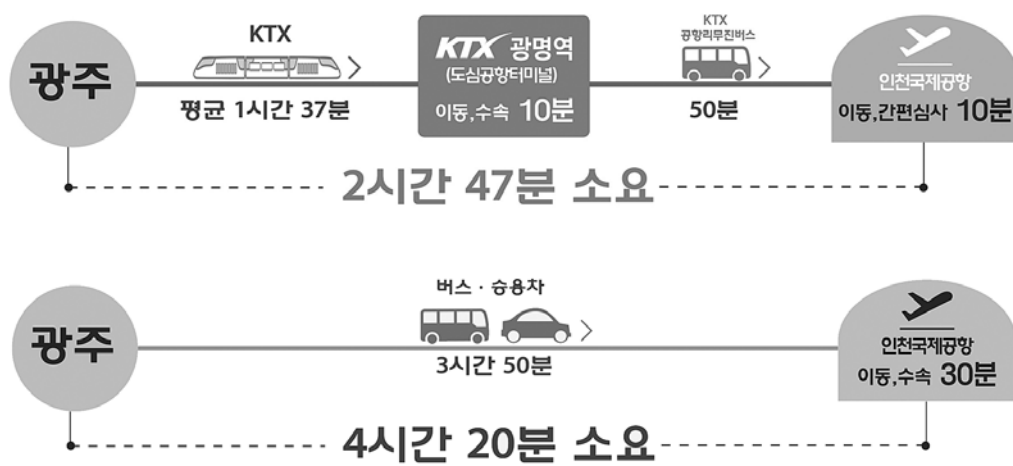 광주
KTX
평균 1시간 37분
KTX 광명역
(도심공항터미널)
이동,수속 10분
KTX
공항리무진버스
50분
인천국제공항
이동,간편심사 10분
2시간 47분 소요
광주
버스 · 승용차
3시간 50분
인천국제공항
이동,수속 30분
4시간 20분 소요